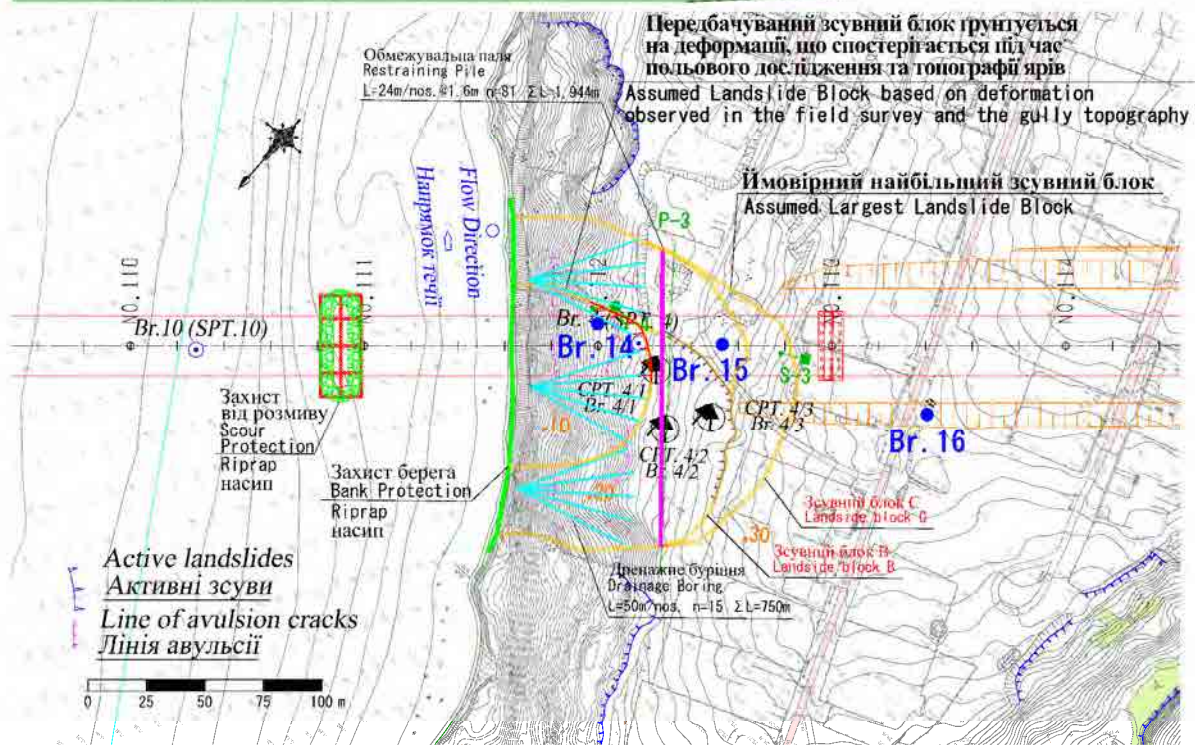 Передбачуваний зсувний блок ґрунтується
на деформації, що спостерігається під час
польового дослідження та топографії ярів
Assumed Landslide Block based on deformation
observed in the field survey and the gully topography
Обмежувальна паля
Restraining Pile
L=24m/nos. @1.6m n=81 ΣL=1,944m
Ймовірний найбільший зсувний блок
Assumed Largest Landslide Block
Flow Direction
Напрямок течії
P-3
NO.110
NO.111
NO.114
Br.10 (SPT.10)
Br. 14
Br. 15
S-3
Br. 16
CPT. 4/1
Br. 4/1
CPT. 4/2
Br. 4/2
CPT. 4/3
Br. 4/3
.10
.30
Захист
від розмиву
Scour
Protection
Riprap
насип
Захист берега
Bank Protection
Riprap
насип
Зсувний блок C
Зсувний блок B
Landside block B
Дренажне буріння
Drainage Boring
L=50m/nos. n=15 ΣL=750m
Active landslides
Активні зсуви
Line of avulsion cracks
Лінія авульсії
0 25 50 75 100 m